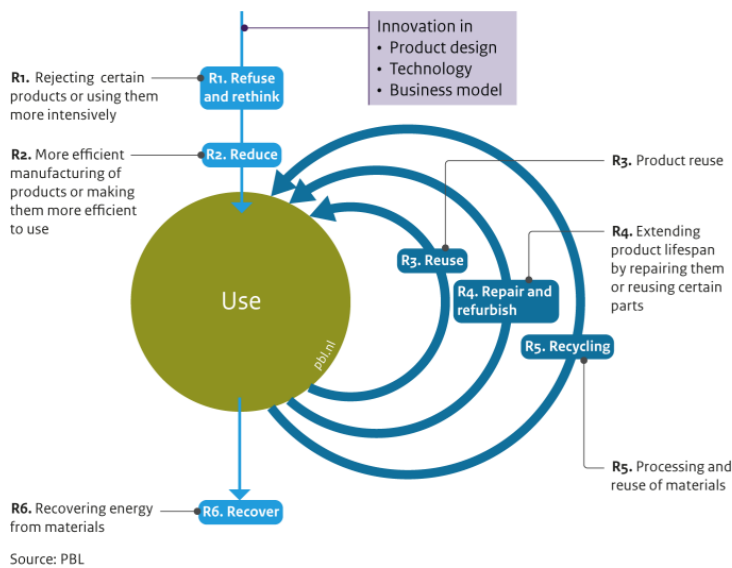 Innovation in
• Product design
• Technology
• Business model
R1. Rejecting certain
products or using them
more intensively
R1. Refuse
and rethink
R2. More efficient
manufacturing of
products or making
them more efficient
to use
R2. Reduce
R3. Product reuse
R3. Reuse
R4. Extending
product lifespan
by repairing them
or reusing certain
parts
R4. Repair and
refurbish
Use
pbl.nl
R5. Recycling
R5. Processing and
reuse of materials
R6. Recovering energy
from materials
R6. Recover
Source: PBL